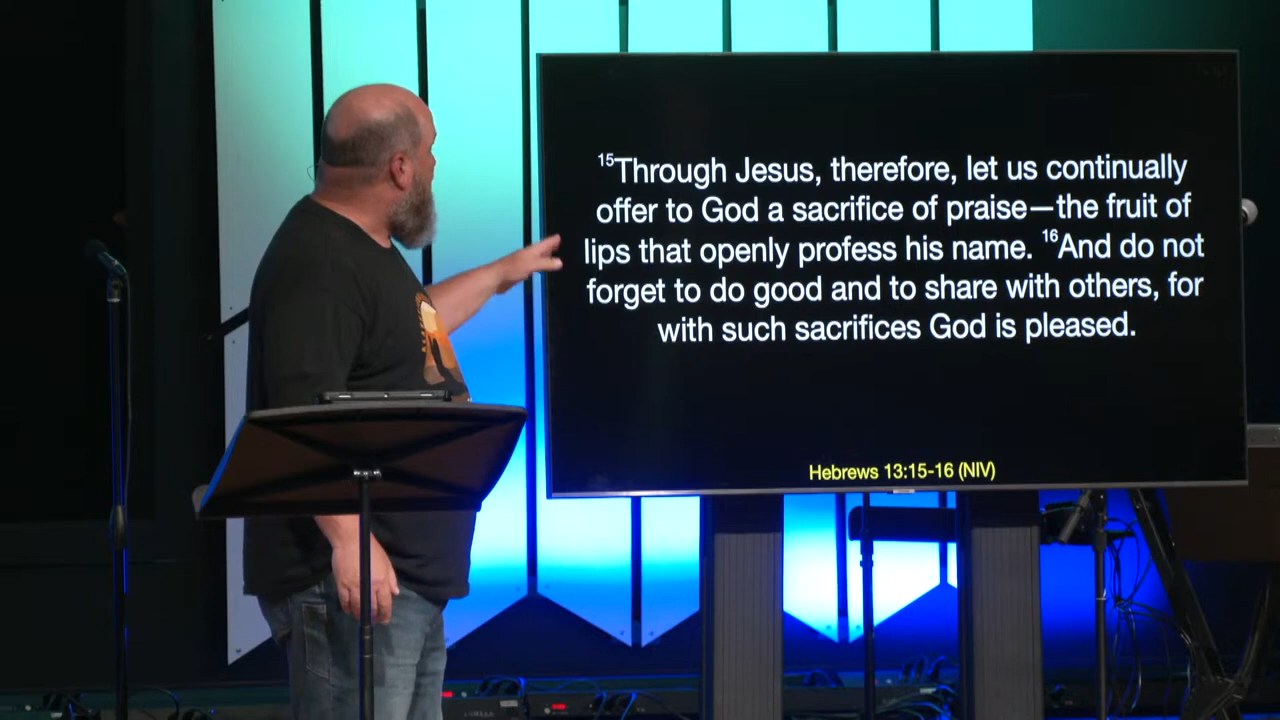 ¹⁵Through Jesus, therefore, let us continually
offer to God a sacrifice of praise—the fruit of
lips that openly profess his name. ¹⁶And do not
forget to do good and to share with others, for
with such sacrifices God is pleased.
Hebrews 13:15-16 (NIV)